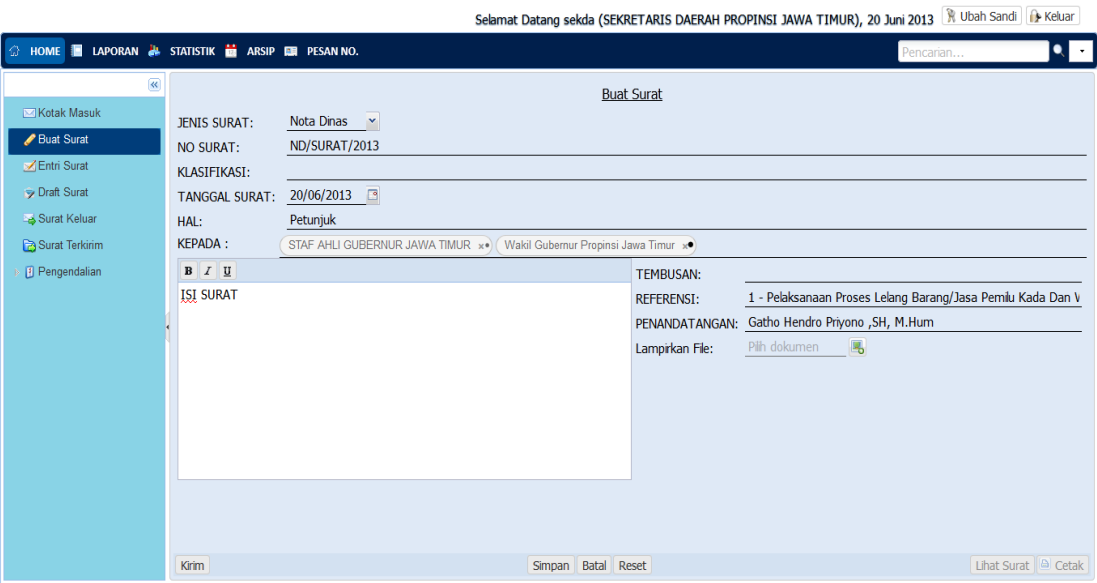 Selamat Datang sekda (SEKRETARIS DAERAH PROPINSI JAWA TIMUR), 20 Juni 2013 Ubah Sandi Keluar
HOME LAPORAN STATISTIK ARSIP PESAN NO. Pencarian...
Buat Surat
Kotak Masuk
Buat Surat
Entri Surat
Draft Surat
Surat Keluar
Surat Terkirim
Pengendalian
JENIS SURAT: Nota Dinas
NO SURAT: ND/SURAT/2013
KLASIFIKASI:
TANGGAL SURAT: 20/06/2013
HAL: Petunjuk
KEPADA : STAF AHLI GUBERNUR JAWA TIMUR x Wakil Gubernur Propinsi Jawa Timur x
B I U
ISI SURAT
TEMBUSAN:
REFERENSI: 1 - Pelaksanaan Proses Lelang Barang/Jasa Pemilu Kada Dan
PENANDATANGAN: Gatho Hendro Priyono ,SH, M.Hum
Lampirkan File: Pilih dokumen
Kirim Simpan Batal Reset Lihat Surat Cetak